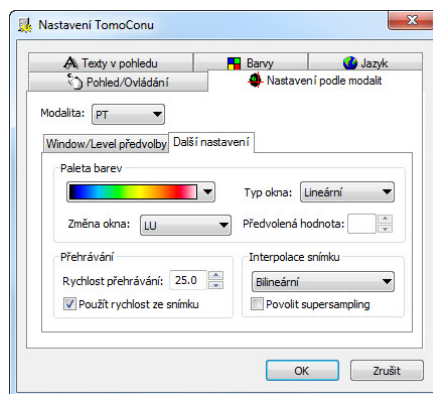 Nastavení TomoConu
Texty v pohledu
Barvy
Jazyk
Pohled/Ovládání
Nastavení podle modalit
Modalita: PT
Window/Level předvolby
Další nastavení
Paleta barev
Typ okna: Lineární
Změna okna: LU
Předvolená hodnota:
Přehrávání
Rychlost přehrávání: 25.0
Použít rychlost ze snímku
Interpolace snímku
Bilineární
Povolit supersampling
OK
Zrušit